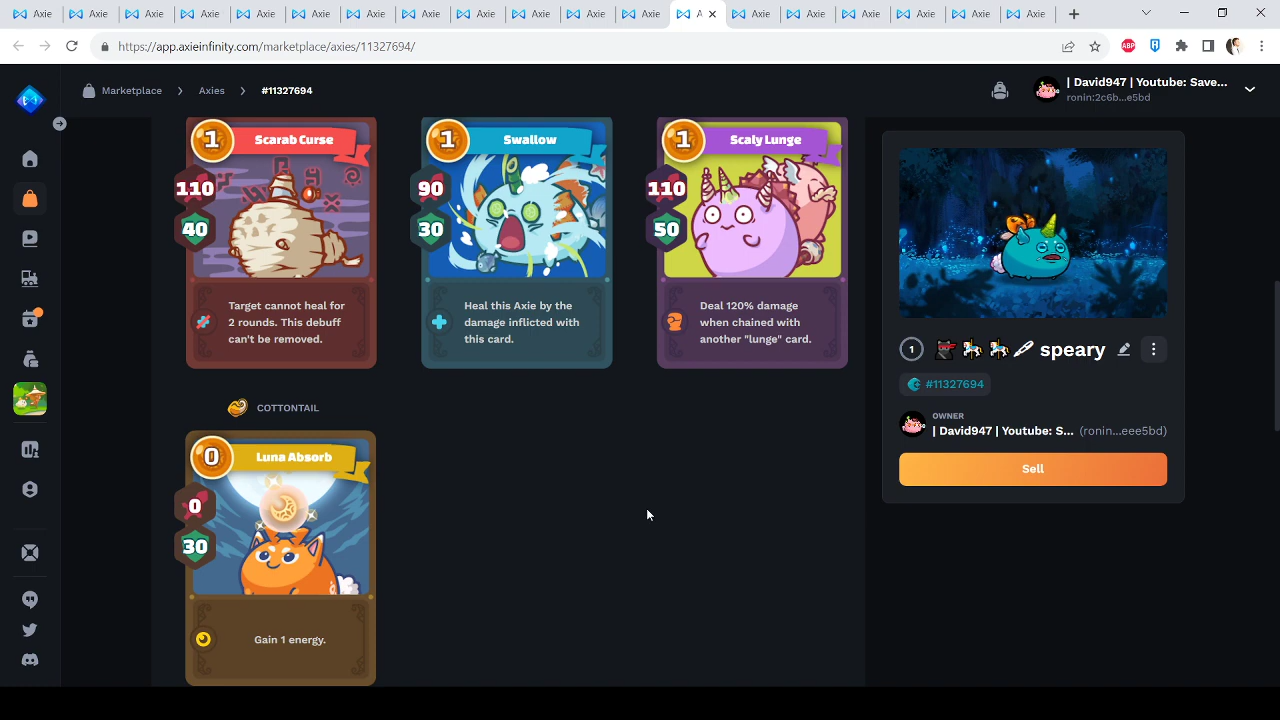 Axie Axie Axie Axie Axie Axie Axie Axie Axie Axie Axie Axie A Axie Axie Axie Axie Axie Axie
https://app.axieinfinity.com/marketplace/axies/11327694/
ABP
Marketplace > Axies > #11327694
| David947 | Youtube: Save...
ronin:2c6b...e5bd
1 Scarab Curse
110
40
Target cannot heal for
2 rounds. This debuff
can't be removed.
1 Swallow
90
30
Heal this Axie by the
damage inflicted with
this card.
1 Scaly Lunge
110
50
Deal 120% damage
when chained with
another "lunge" card.
COTTONTAIL
0 Luna Absorb
0
30
Gain 1 energy.
1 speary
#11327694
OWNER
| David947 | Youtube: S... (ronin...eee5bd)
Sell